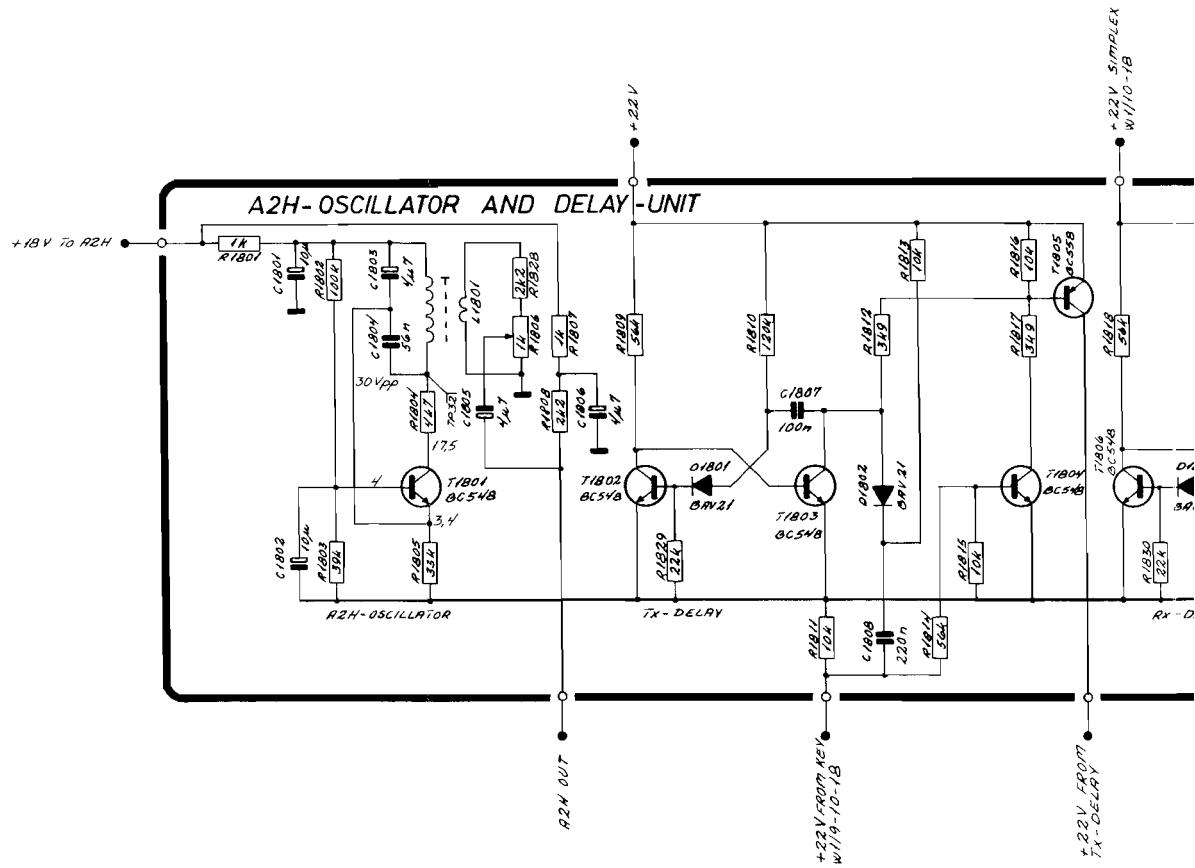 +22V
+22V SIMPLEX
W1/10-18
A2H-OSCILLATOR AND DELAY-UNIT
+18V TO A2H
1k
R1801
C1801
10µ
R1802
100k
C1803
4µ7
C1804
56n
L1801
2k2
R1828
1k
R1806
1k
R1807
30Vpp
R1804
4k7
TP32
C1805
4µ7
R1808
2k2
C1806
4µ7
17,5
4
T1801
BC548
3,4
C1802
10µ
R1803
39k
R1805
33k
A2H-OSCILLATOR
R1809
56k
R1810
120k
C1807
100n
R1812
3k9
R1813
10k
R1816
10k
R1817
3k9
T1805
BC558
R1818
56k
T1802
BC548
D1801
BAV21
T1803
BC548
D1802
BAV21
T1804
BC548
T1806
BC548
D18
BAV
R1829
22k
R1815
10k
R1830
22k
TX-DELAY
RX-D
R1811
10k
C1808
220n
R1814
56k
A2H OUT
+22V FROM KEY
W1/9-10-18
+22V FROM
TX-DELAY